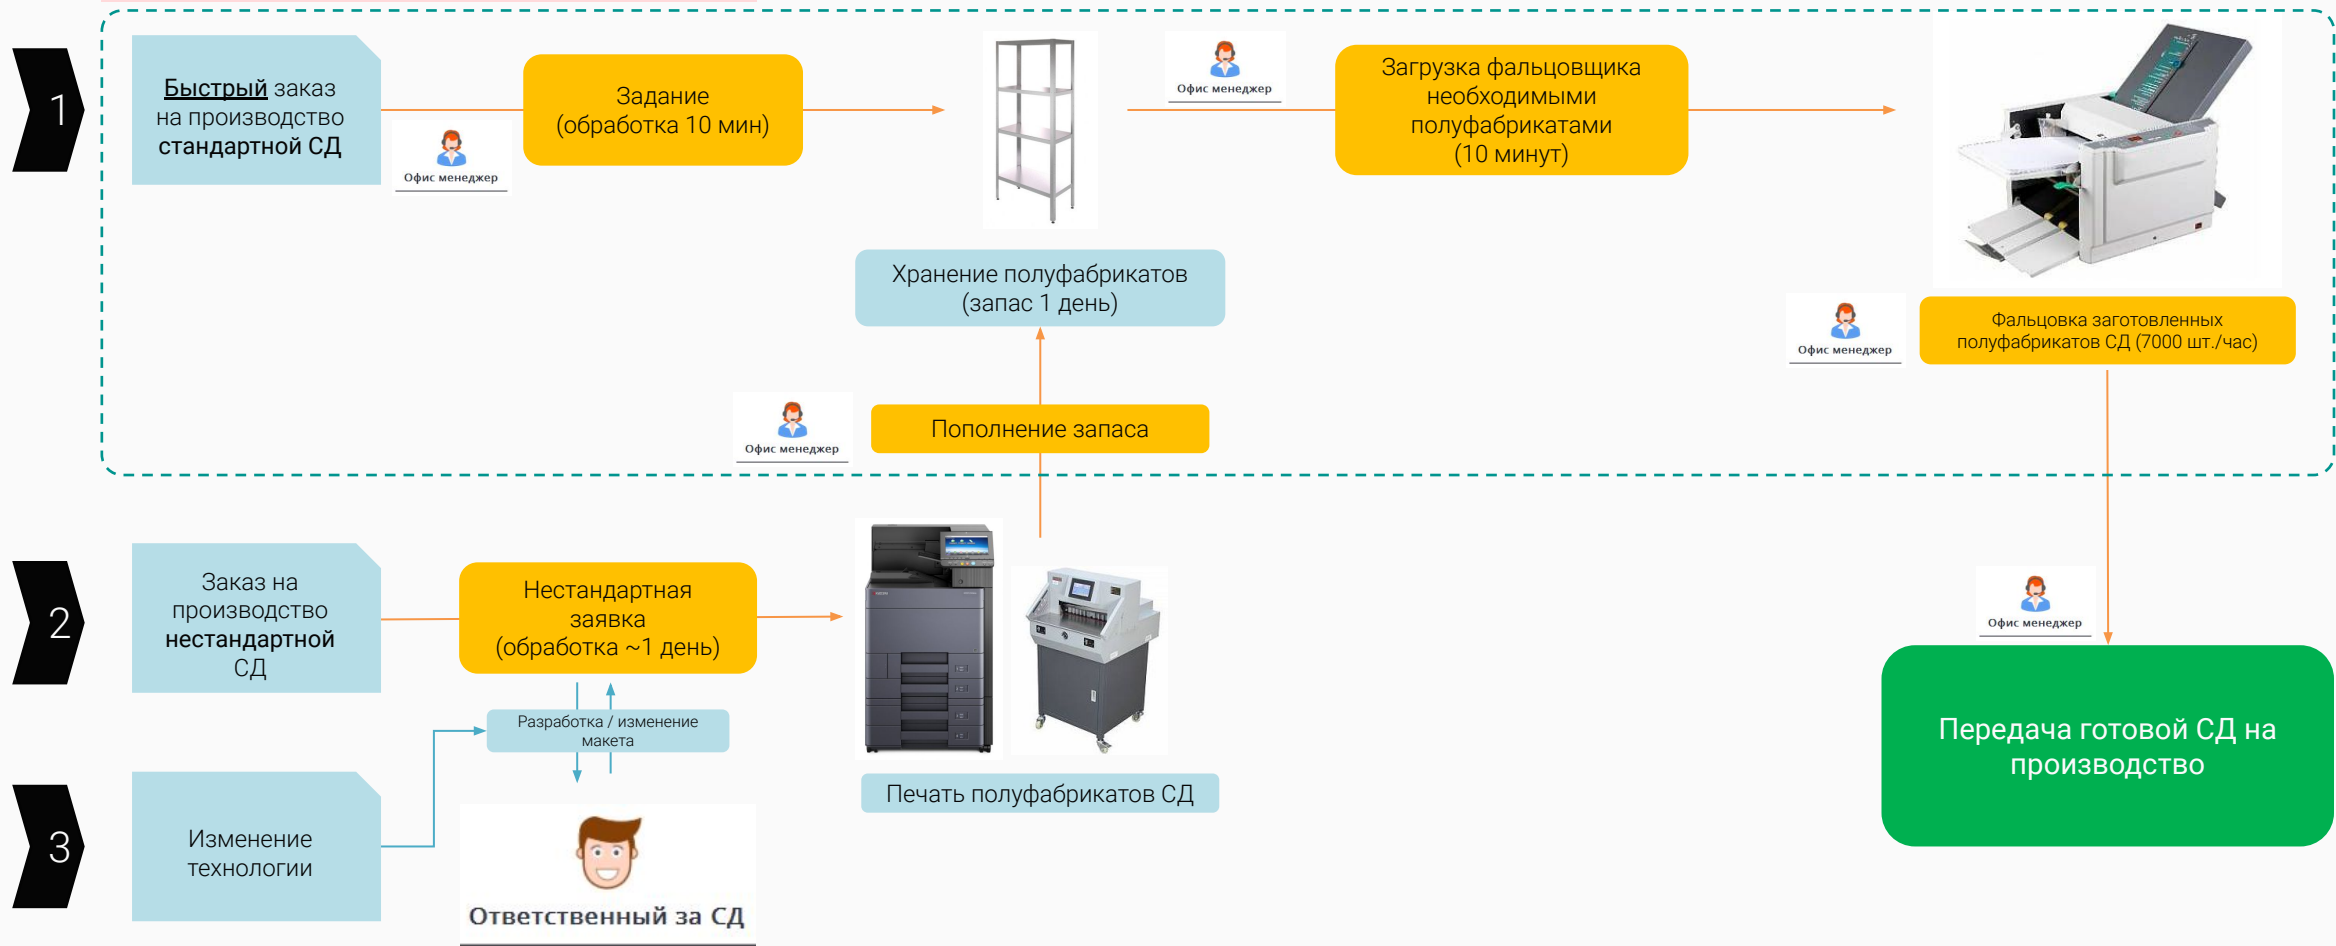 1
Быстрый заказ
на производство
стандартной СД
Офис менеджер
Задание
(обработка 10 мин)
Офис менеджер
Загрузка фальцовщика
необходимыми
полуфабрикатами
(10 минут)
Хранение полуфабрикатов
(запас 1 день)
Офис менеджер
Фальцовка заготовленных
полуфабрикатов СД (7000 шт./час)
Офис менеджер
Пополнение запаса
2
Заказ на
производство
нестандартной
СД
Нестандартная
заявка
(обработка ~1 день)
Офис менеджер
Разработка / изменение
макета
Печать полуфабрикатов СД
Передача готовой СД на
производство
3
Изменение
технологии
Ответственный за СД